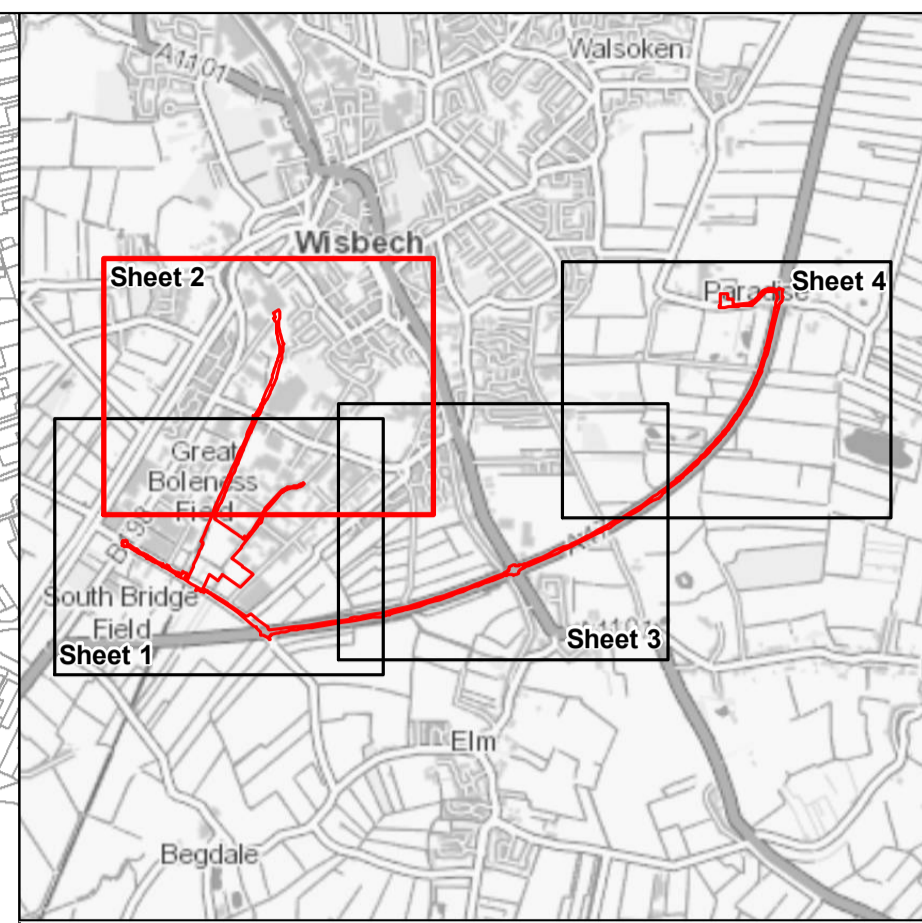 Walsoken
A1101
Wisbech
Sheet 2
Paradise
Sheet 4
Great
Boleness
Field
South Bridge
Field
Sheet 1
Sheet 3
Elm
Begdale